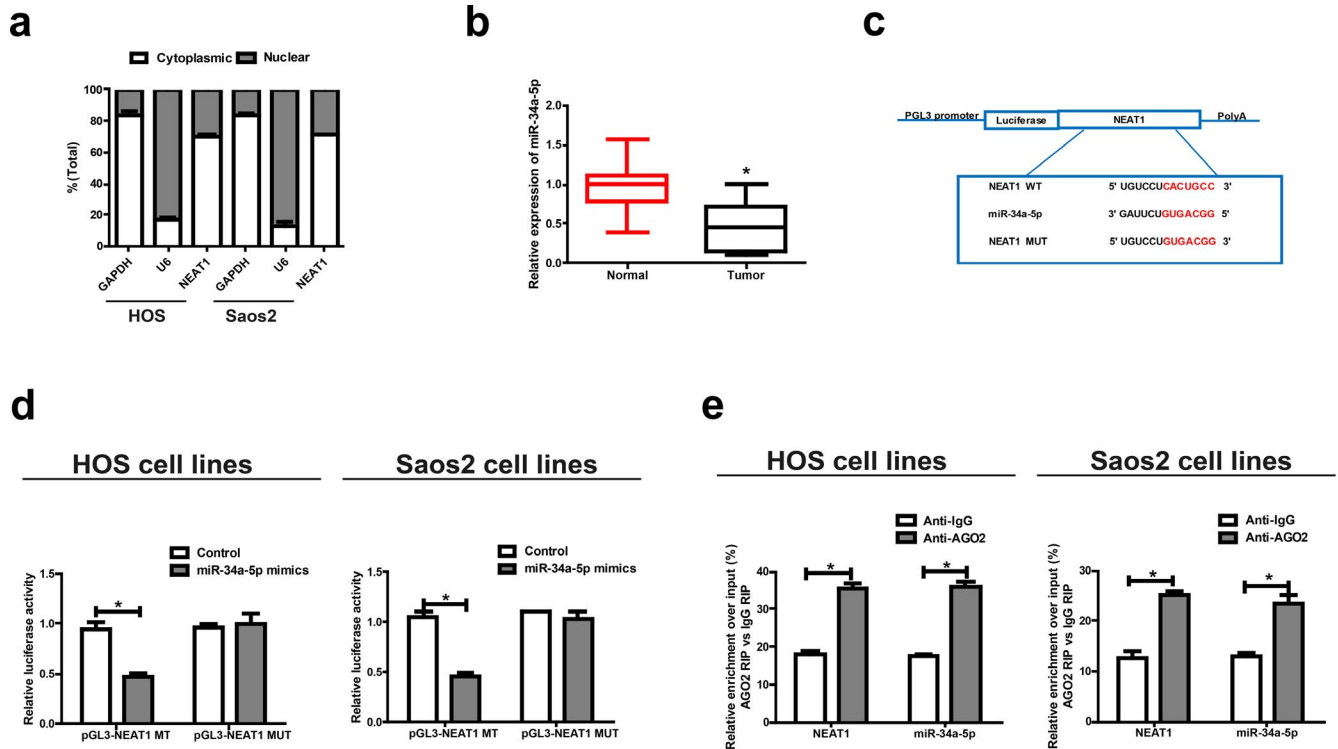 a
Cytoplasmic Nuclear
%(Total)
100
80
60
40
20
0
GAPDH U6 NEAT1 GAPDH U6 NEAT1
HOS Saos2
b
Relative expression of miR-34a-5p
2.0
1.5
1.0
0.5
0.0
*
Normal Tumor
c
PGL3 promoter Luciferase NEAT1 PolyA
NEAT1 WT 5' UGUCCUCACUGCC 3'
miR-34a-5p 3' GAUUCUGUGACGG 5'
NEAT1 MUT 5' UGUCCUGUGACGG 3'
d
HOS cell lines
Control
miR-34a-5p mimics
Relative luciferase activity
1.5
1.0
0.5
0.0
*
pGL3-NEAT1 MT pGL3-NEAT1 MUT
Saos2 cell lines
Control
miR-34a-5p mimics
Relative luciferase activity
1.5
1.0
0.5
0.0
*
pGL3-NEAT1 MT pGL3-NEAT1 MUT
e
HOS cell lines
Anti-IgG
Anti-AGO2
Relative enrichment over input (%)
AGO2 RIP vs IgG RIP
40
30
20
10
0
* *
NEAT1 miR-34a-5p
Saos2 cell lines
Anti-IgG
Anti-AGO2
Relative enrichment over input (%)
AGO2 RIP vs IgG RIP
30
20
10
0
* *
NEAT1 miR-34a-5p